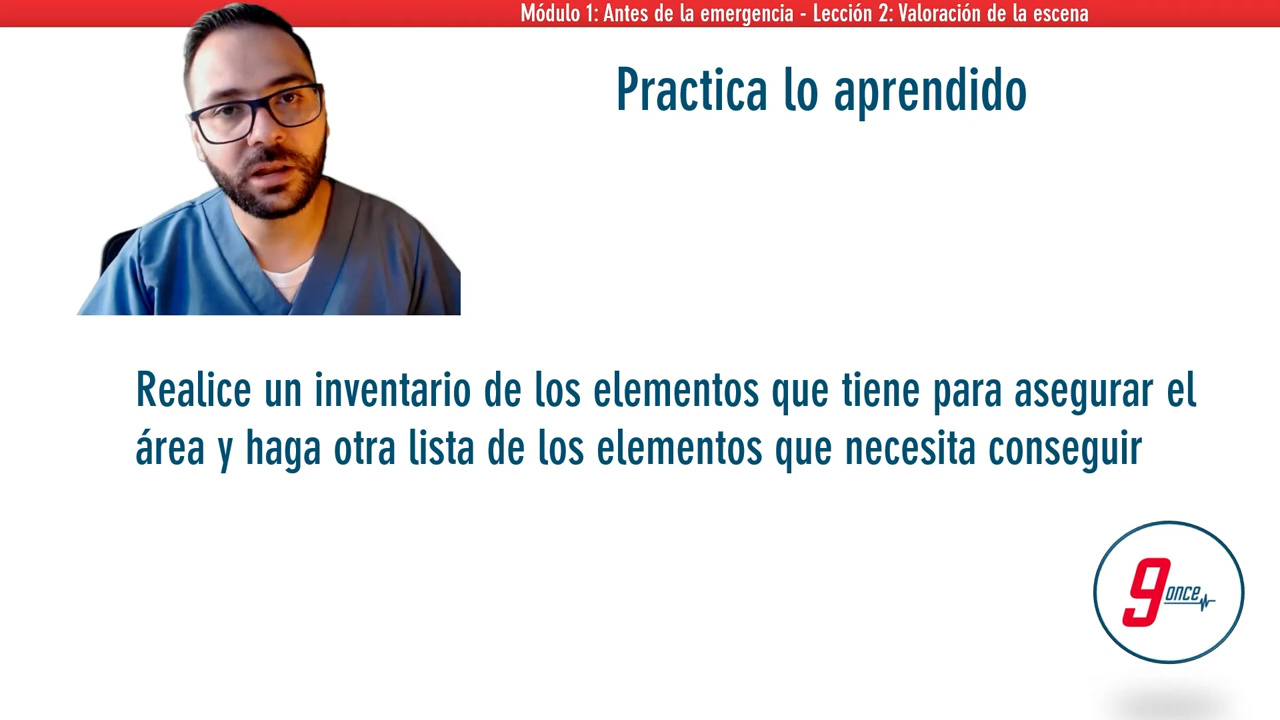 Módulo 1: Antes de la emergencia - Lección 2: Valoración de la escena
Practica lo aprendido
Realice un inventario de los elementos que tiene para asegurar el
área y haga otra lista de los elementos que necesita conseguir
9once